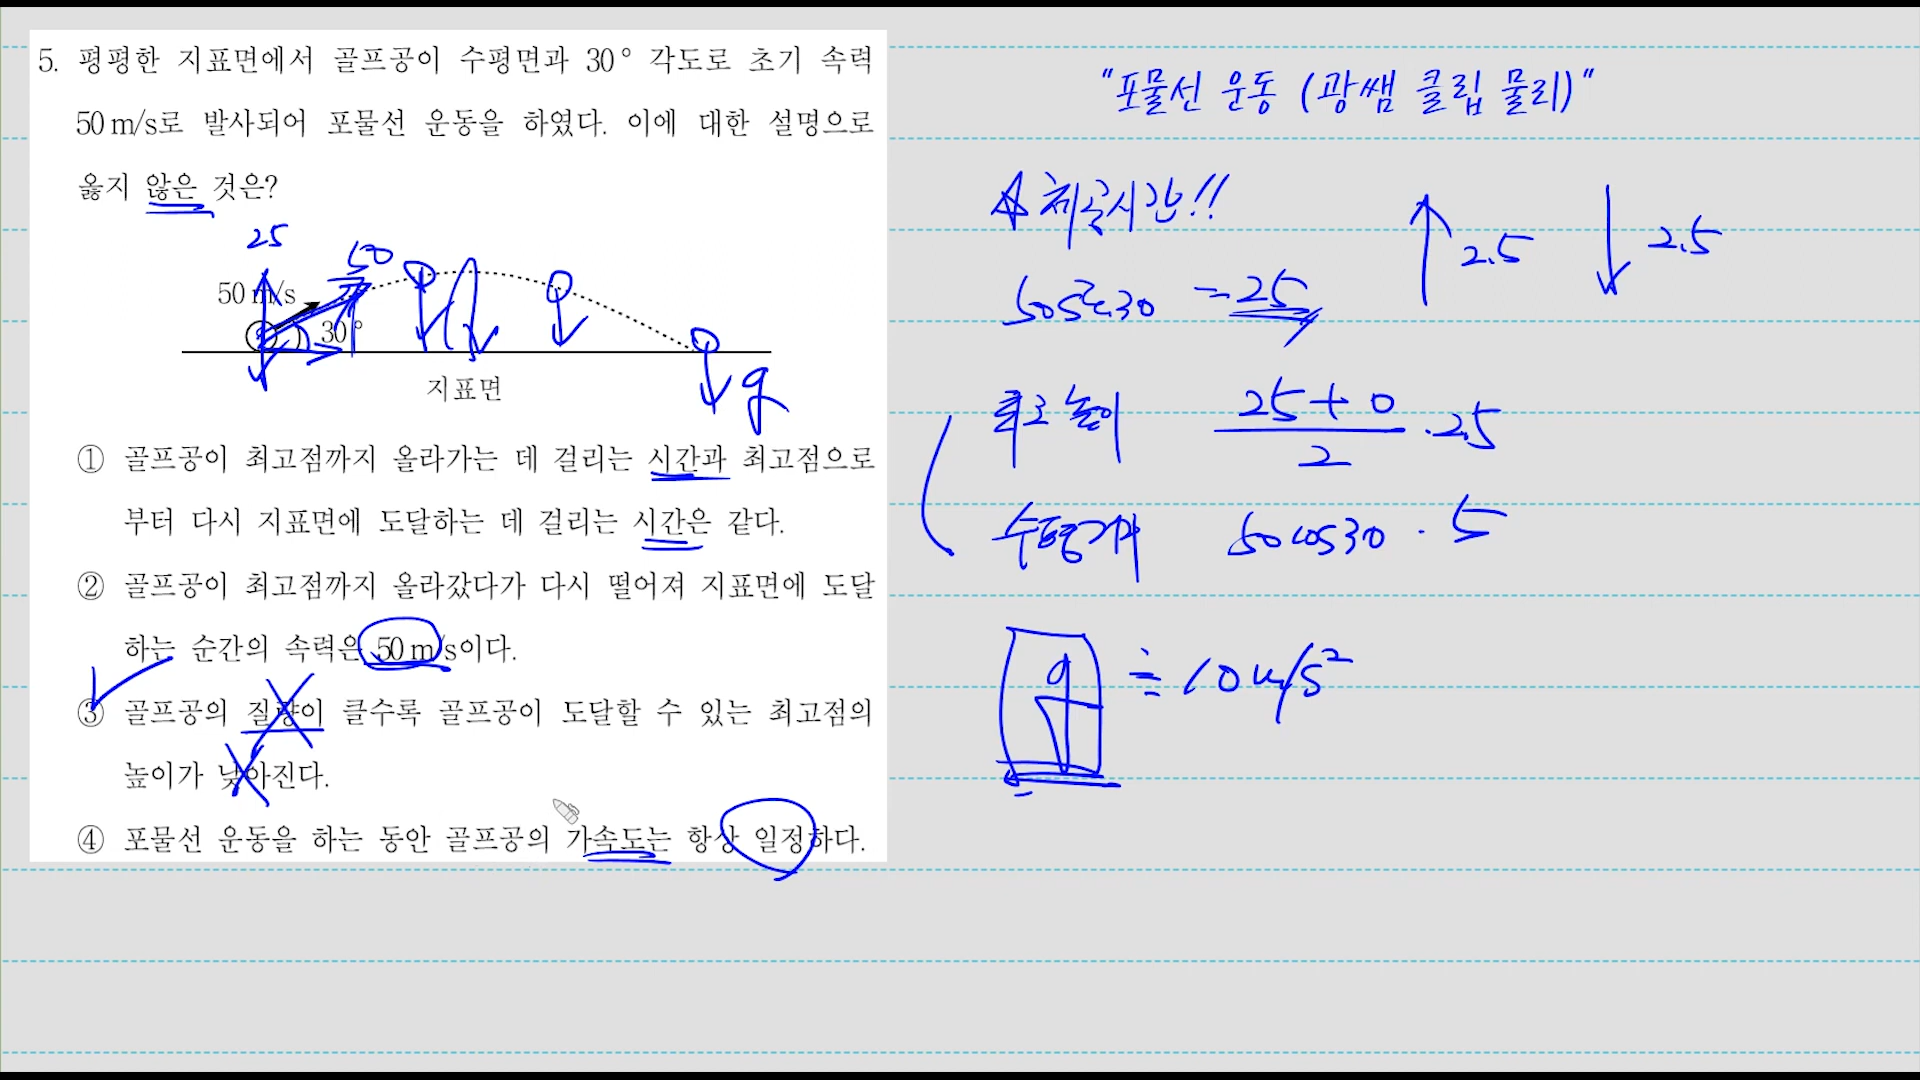 5. 평평한 지표면에서 골프공이 수평면과 30° 각도로 초기 속력
50 m/s로 발사되어 포물선 운동을 하였다. 이에 대한 설명으로
옳지 않은 것은?
25
50
50 m/s
30°
g
지표면
① 골프공이 최고점까지 올라가는 데 걸리는 시간과 최고점으로
부터 다시 지표면에 도달하는 데 걸리는 시간은 같다.
② 골프공이 최고점까지 올라갔다가 다시 떨어져 지표면에 도달
하는 순간의 속력은 50 m/s이다.
③ 골프공의 질량이 클수록 골프공이 도달할 수 있는 최고점의
높이가 낮아진다.
④ 포물선 운동을 하는 동안 골프공의 가속도는 항상 일정하다.
"포물선 운동 (광쌤 클립 물리)"
체공시간!!
2.5
2.5
50 30 = 25
높이 25 + 0 / 2 · 2.5
수평거리 50cos30 · 5
g ≒ 10 m/s²